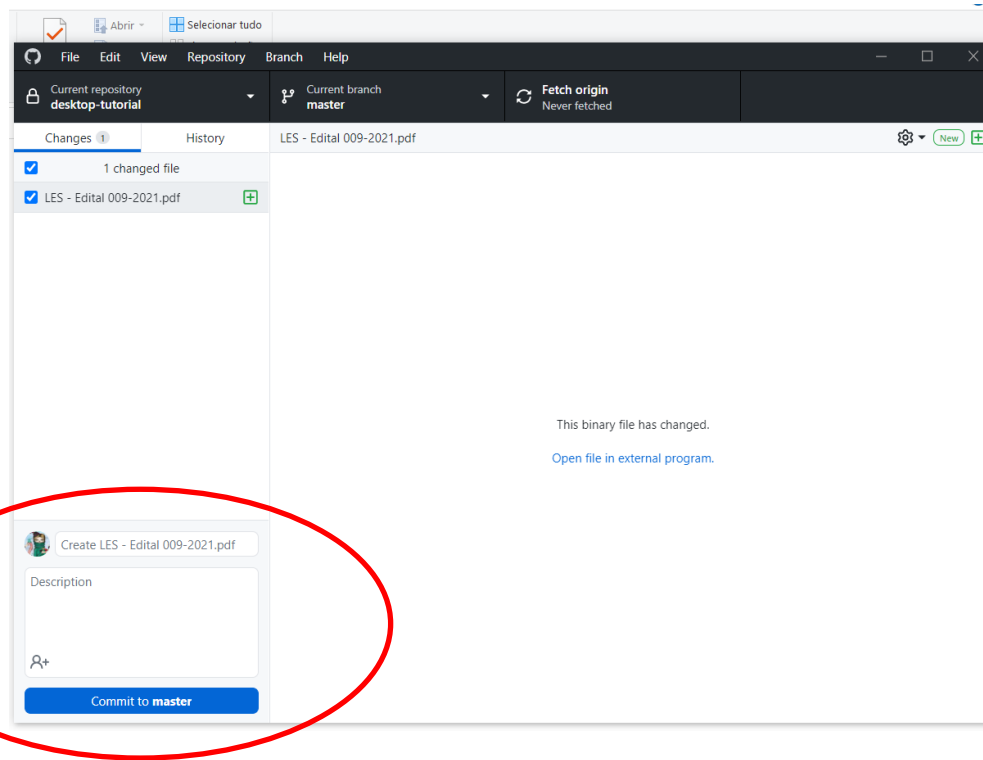 Abrir
Selecionar tudo
File Edit View Repository Branch Help
Current repository
desktop-tutorial
Current branch
master
Fetch origin
Never fetched
Changes 1 History
LES - Edital 009-2021.pdf
New
1 changed file
LES - Edital 009-2021.pdf
This binary file has changed.
Open file in external program.
Create LES - Edital 009-2021.pdf
Description
Commit to master